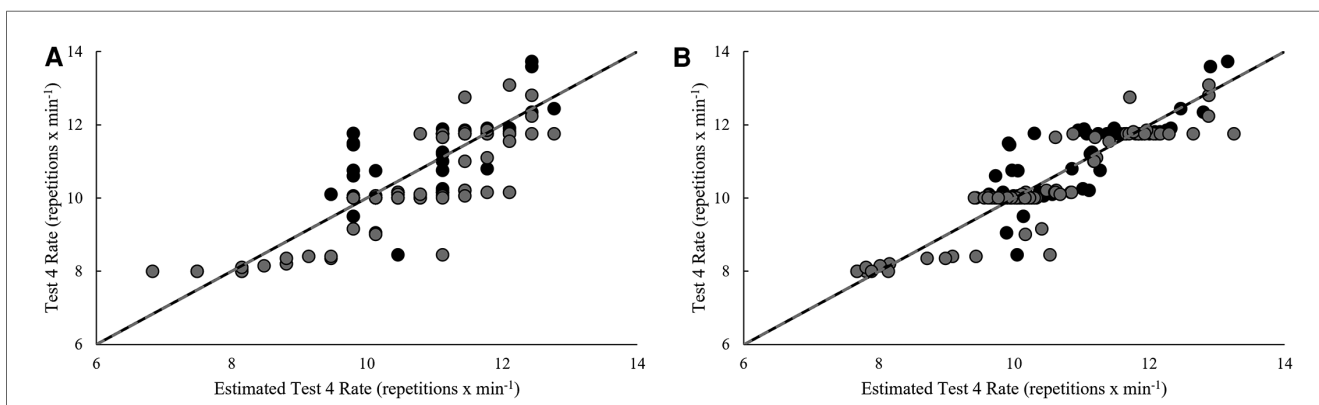 A
14
12
10
8
6
6 8 10 12 14
Test 4 Rate (repetitions x min⁻¹)
Estimated Test 4 Rate (repetitions x min⁻¹)
B
14
12
10
8
6
6 8 10 12 14
Test 4 Rate (repetitions x min⁻¹)
Estimated Test 4 Rate (repetitions x min⁻¹)